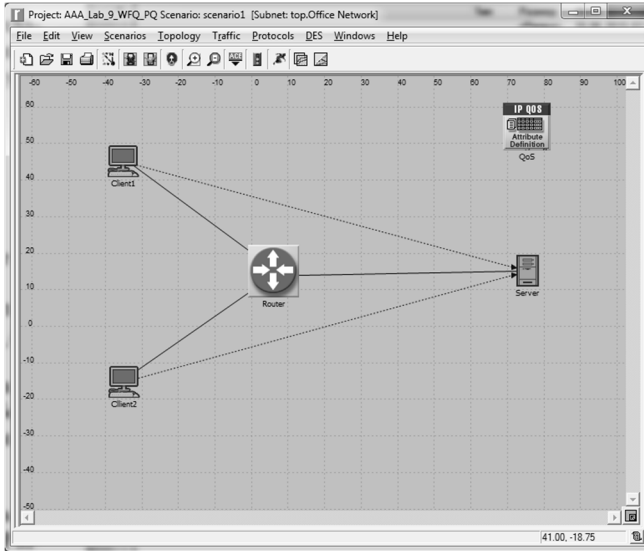 Project: AAA_Lab_9_WFQ_PQ Scenario: scenario1 [Subnet: top.Office Network]
File Edit View Scenarios Topology Traffic Protocols DES Windows Help
-60 -50 -40 -30 -20 -10 0 10 20 30 40 50 60 70 80 90 100
60
50
40
30
20
10
0
-10
-20
-30
-40
-50
IP QOS
Attribute
Definition
QoS
Client1
Router
Server
Client2
41.00, -18.75